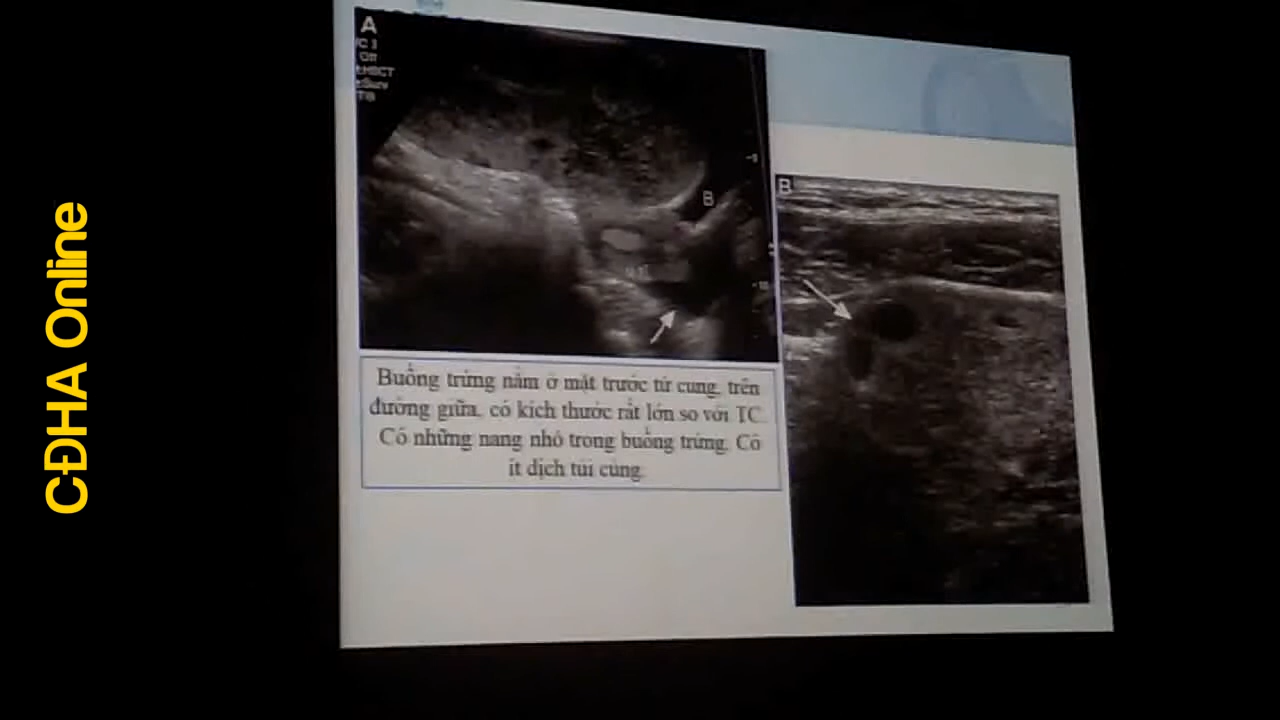 CĐHA Online
A
B
B
Buồng trứng nằm ở mặt trước tử cung, trên
đường giữa, có kích thước rất lớn so với TC.
Có những nang nhỏ trong buồng trứng. Có
ít dịch túi cùng.